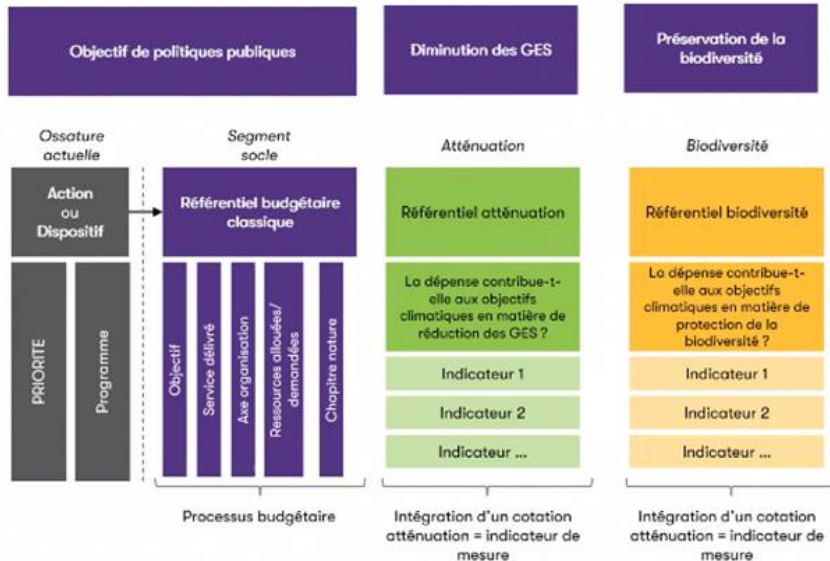 Objectif de politiques publiques
Diminution des GES
Préservation de la
biodiversité
Ossature
actuelle
Segment
socle
Atténuation
Biodiversité
Action
ou
Dispositif
Référentiel budgétaire
classique
Référentiel atténuation
Référentiel biodiversité
PRIORITE
Programme
Objectif
Service délivré
Axe organisation
Ressources allouées/
demandées
Chapitre nature
La dépense contribue-t-
elle aux objectifs
climatiques en matière de
réduction des GES ?
Indicateur 1
Indicateur 2
Indicateur ...
La dépense contribue-t-
elle aux objectifs
climatiques en matière de
protection de la
biodiversité ?
Indicateur 1
Indicateur 2
Indicateur ...
Processus budgétaire
Intégration d'un cotation
atténuation = indicateur de
mesure
Intégration d'un cotation
atténuation = indicateur de
mesure